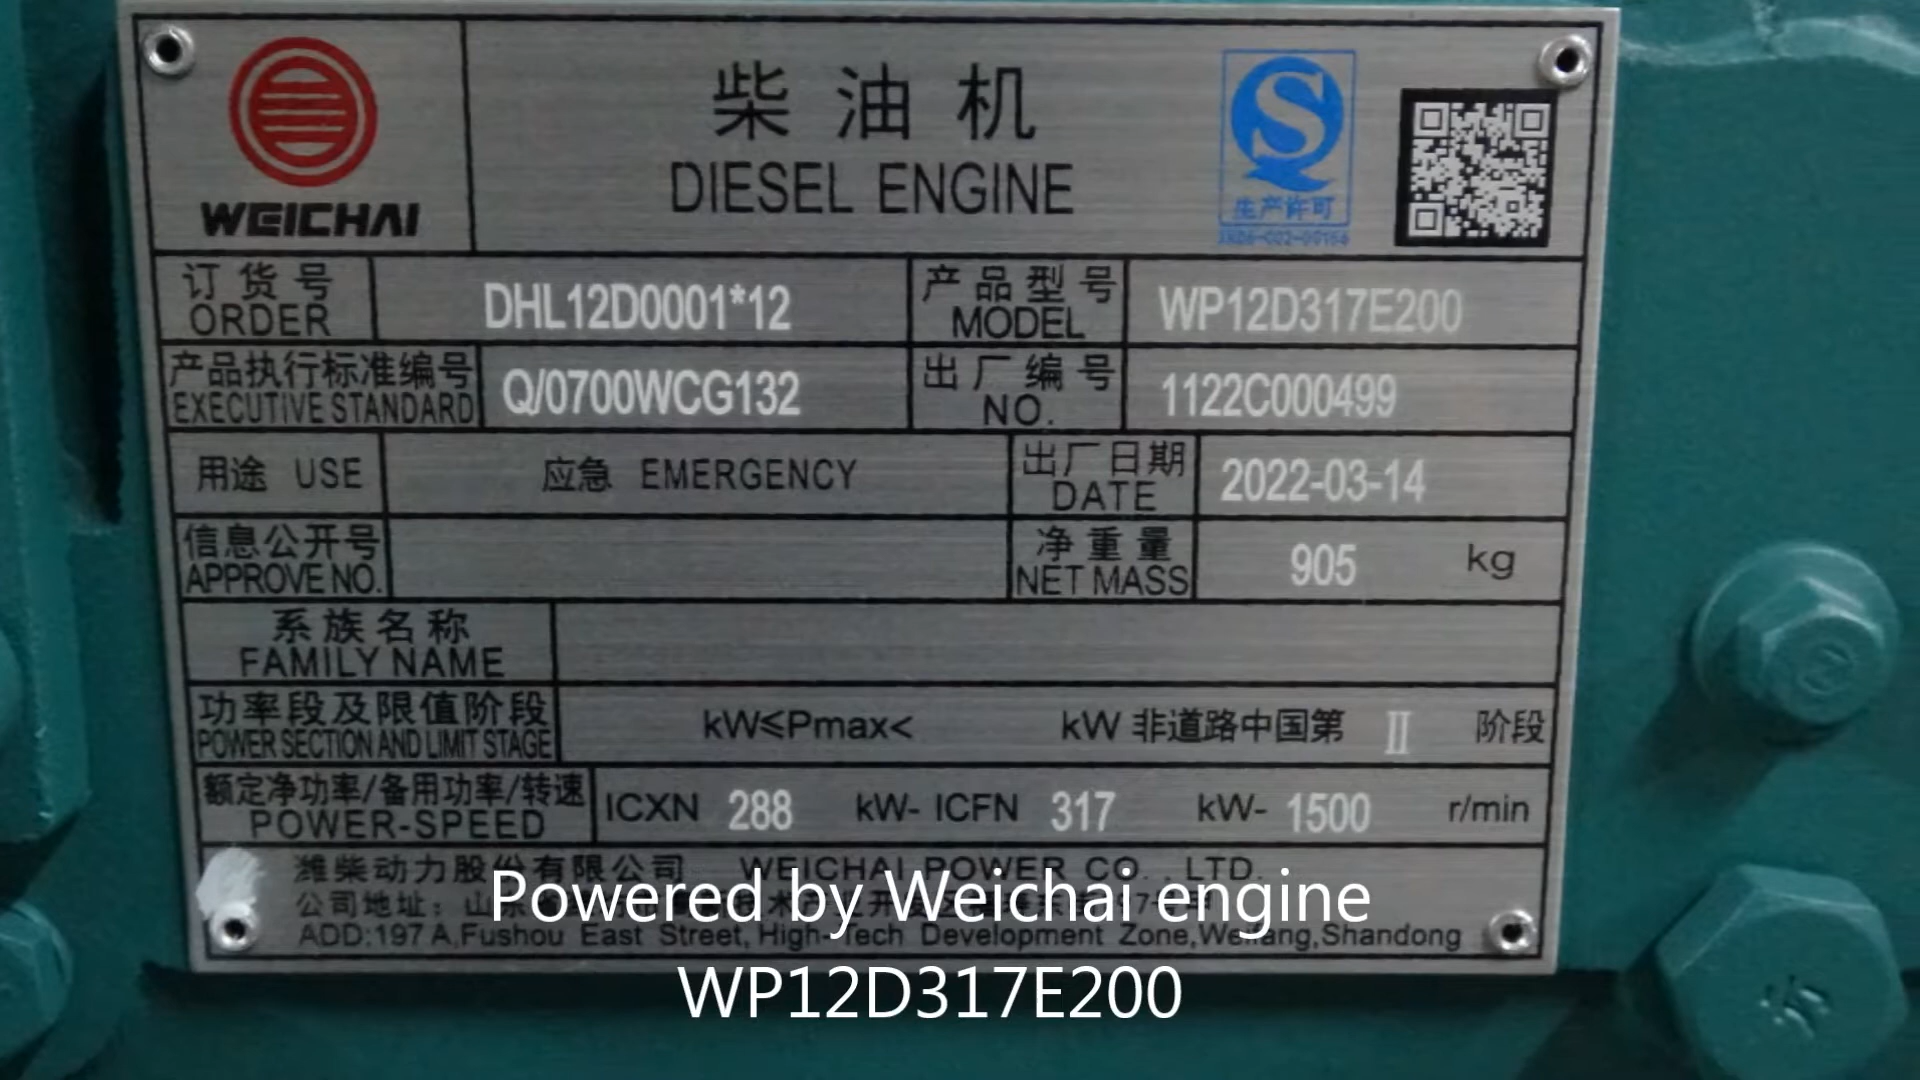 WEICHAI
柴油机
DIESEL ENGINE
生产许可
订货号
ORDER
DHL12D0001*12
产品型号
MODEL
WP12D317E200
产品执行标准编号
EXECUTIVE STANDARD
Q/0700WCG132
出厂编号
NO.
1122C000499
用途 USE
应急 EMERGENCY
出厂日期
DATE
2022-03-14
信息公开号
APPROVE NO.
净重量
NET MASS
905 kg
系族名称
FAMILY NAME
功率段及限值阶段
POWER SECTION AND LIMIT STAGE
kW≤Pmax< kW 非道路中国第 II 阶段
额定净功率/备用功率/转速
POWER-SPEED
ICXN 288 kW- ICFN 317 kW- 1500 r/min
潍柴动力股份有限公司 WEICHAI POWER CO., LTD.
Powered by Weichai engine
公司地址：山东
ADD:197 A,Fushou East Street,High-Tech Development Zone,Weifang,Shandong
WP12D317E200